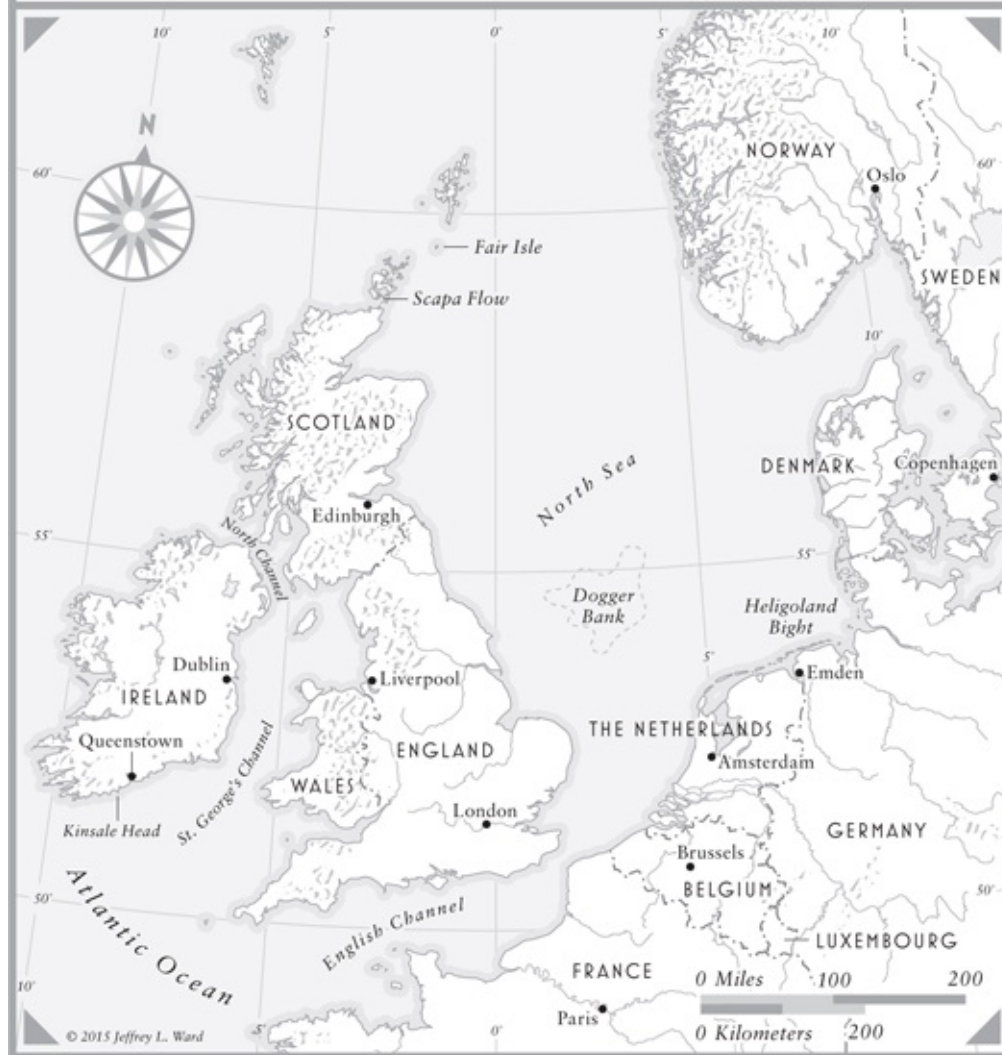 10°
5°
0°
5°
10°
N
60°
NORWAY
Oslo
60°
Fair Isle
SWEDEN
Scapa Flow
10°
SCOTLAND
DENMARK
Copenhagen
North Sea
Edinburgh
North Channel
55°
55°
Dogger
Bank
Heligoland
Bight
5°
Dublin
Liverpool
Emden
IRELAND
THE NETHERLANDS
Queenstown
ENGLAND
Amsterdam
St. George's Channel
WALES
London
Kinsale Head
GERMANY
Brussels
50°
Atlantic Ocean
BELGIUM
50°
English Channel
LUXEMBOURG
FRANCE
0 Miles 100 200
10°
Paris
0 Kilometers 200
© 2015 Jeffrey L. Ward
5°
0°